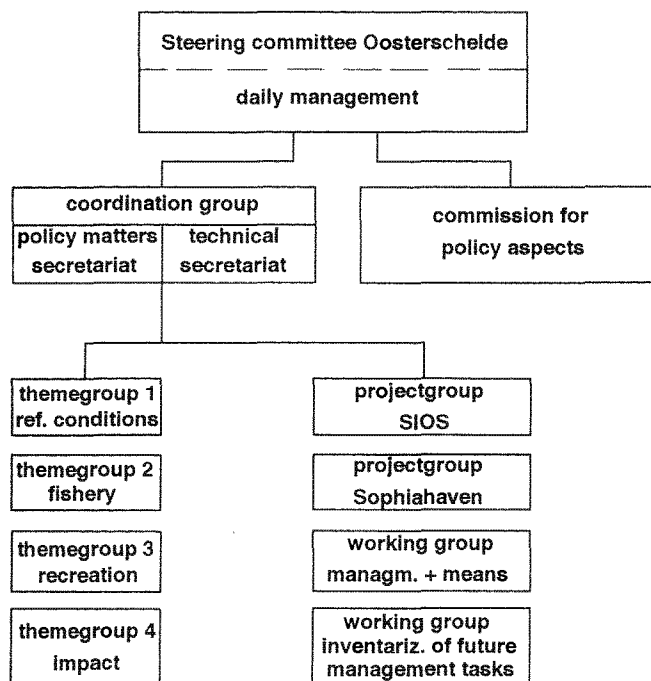 Steering committee Oosterschelde
daily management
coordination group
policy matters
secretariat
technical
secretariat
commission for
policy aspects
themegroup 1
ref. conditions
themegroup 2
fishery
themegroup 3
recreation
themegroup 4
impact
projectgroup
SIOS
projectgroup
Sophiahaven
working group
managm. + means
working group
inventariz. of future
management tasks